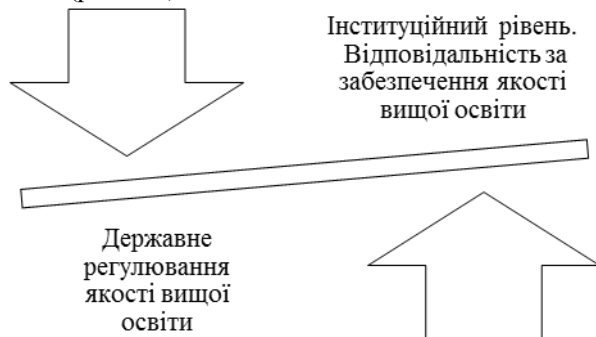 Інституційний рівень.
Відповідальність за
забезпечення якості
вищої освіти
Державне
регулювання
якості вищої
освіти